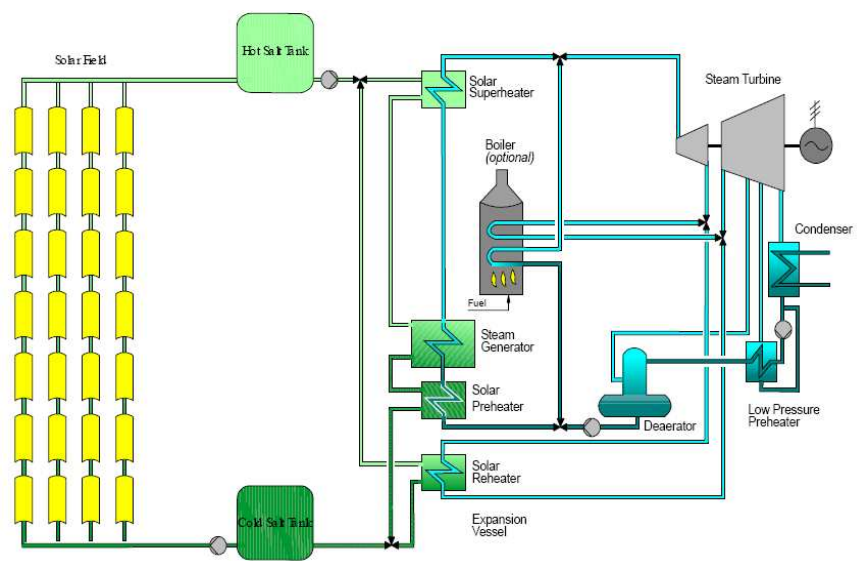 Solar Field
Hot Salt Tank
Solar
Superheater
Steam Turbine
Boiler
(optional)
Condenser
Fuel
Steam
Generator
Solar
Preheater
Low Pressure
Preheater
Deaerator
Solar
Reheater
Cold Salt Tank
Expansion
Vessel